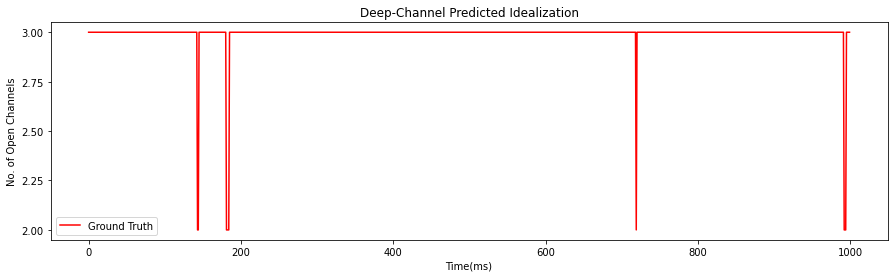 Deep-Channel Predicted Idealization
No. of Open Channels
3.00
2.75
2.50
2.25
2.00
Ground Truth
0 200 400 600 800 1000
Time(ms)